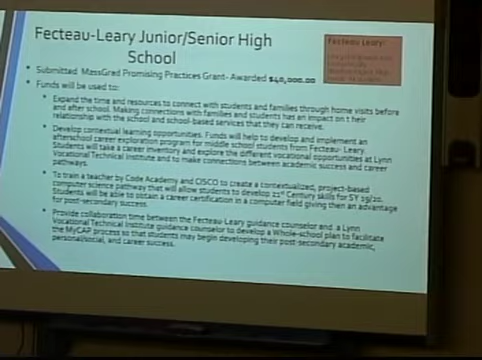 Fecteau-Leary Junior/Senior High
School
Fecteau Leary:
• Submitted MassGrad Promising Practices Grant- Awarded $40,000.00
• Funds will be used to:
• Expand the time and resources to connect with students and families through home visits before
and after school. Making connections with families and students has an impact on t heir
relationship with the school and school-based services that they can receive.
• Develop contextual learning opportunities. Funds will help to develop and implement an
afterschool career exploration program for middle school students from Fecteau- Leary.
Students will take a career inventory and explore the different vocational opportunities at Lynn
Vocational Technical Institute and to make connections between academic success and career
pathways.
• To train a teacher by Code Academy and CISCO to create a contextualized, project-based
computer science pathway that will allow students to develop 21st Century skills for SY 19/20.
Students will be able to obtain a career certification in a computer field giving then an advantage
for post-secondary success.
• Provide collaboration time between the Fecteau-Leary guidance counselor and a Lynn
Vocational Technical Institute guidance counselor to develop a Whole-school plan to facilitate
the MyCAP process so that students may begin developing their post-secondary academic,
personal/social, and career success.